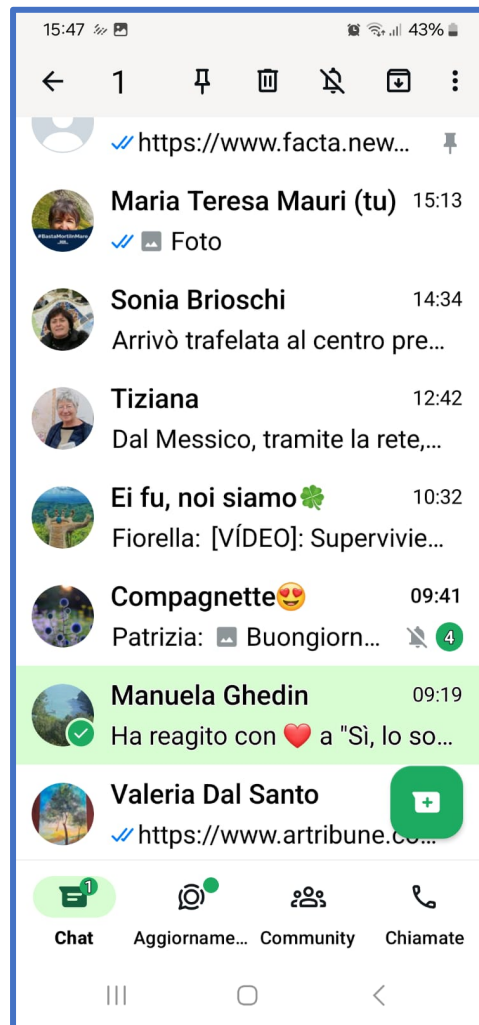 15:47 43%
1
https://www.facta.new...
Maria Teresa Mauri (tu) 15:13
Foto
#BastaMortiInMare
Sonia Brioschi 14:34
Arrivò trafelata al centro pre...
Tiziana 12:42
Dal Messico, tramite la rete,...
Ei fu, noi siamo🍀 10:32
Fiorella: [VÍDEO]: Supervivie...
Compagnette😍 09:41
Patrizia: Buongiorn... 4
Manuela Ghedin 09:19
Ha reagito con ❤️ a "Sì, lo so...
Valeria Dal Santo
https://www.artribune.co...
1
Chat Aggiorname... Community Chiamate